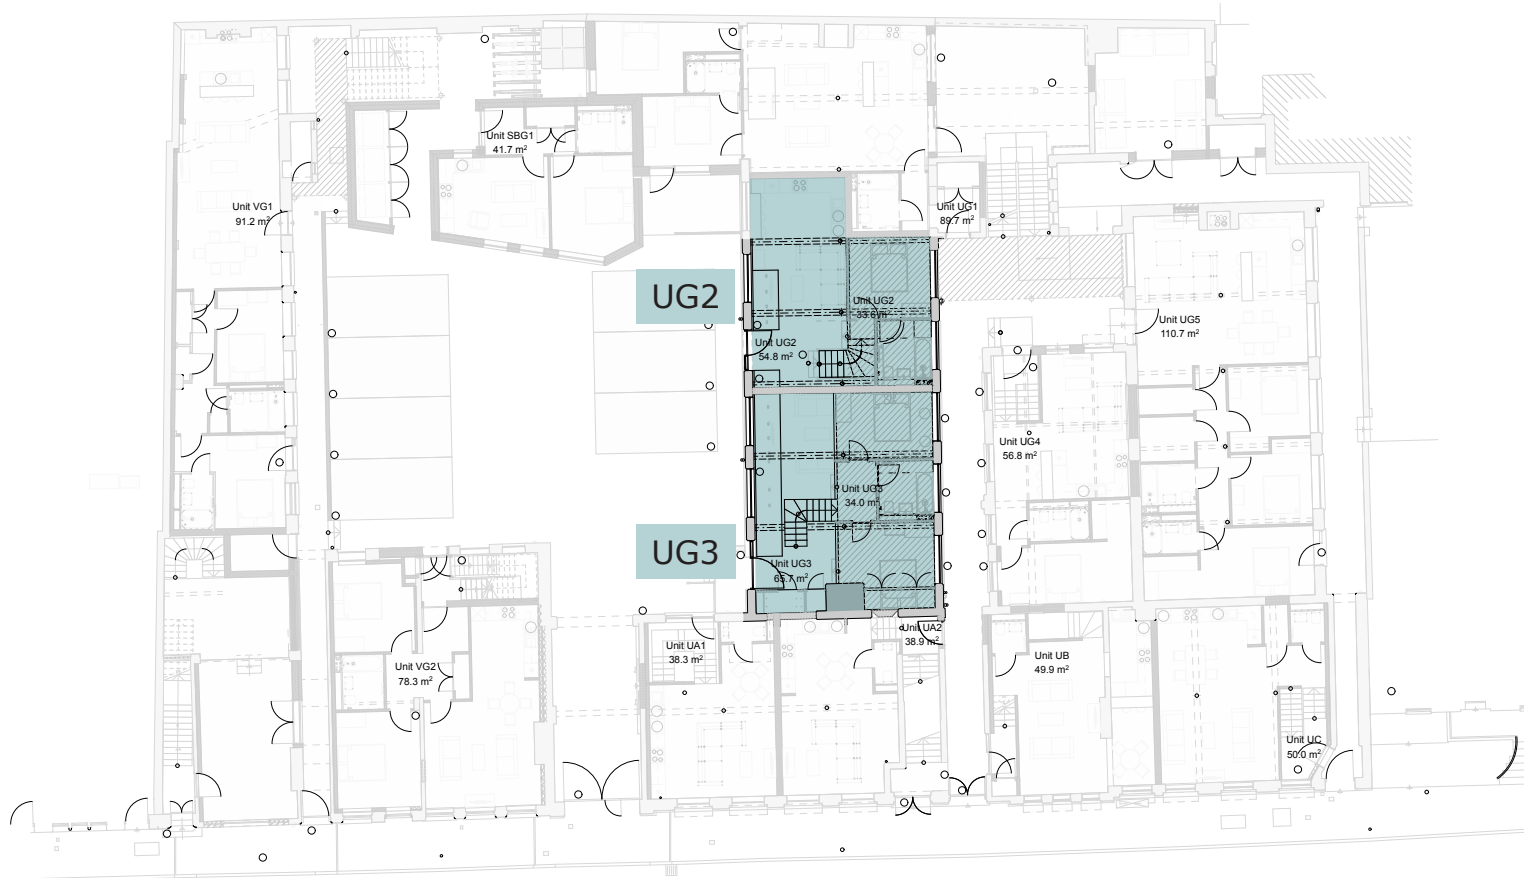 Unit SBG1
41.7 m²
Unit VG1
91.2 m²
Unit UG1
89.7 m²
UG2
Unit UG2
33.6 m²
Unit UG2
54.8 m²
Unit UG5
110.7 m²
Unit UG4
56.8 m²
Unit UG3
34.0 m²
UG3
Unit UG3
65.7 m²
Unit UA1
38.3 m²
Unit UA2
38.9 m²
Unit VG2
78.3 m²
Unit UB
49.9 m²
Unit UC
50.0 m²